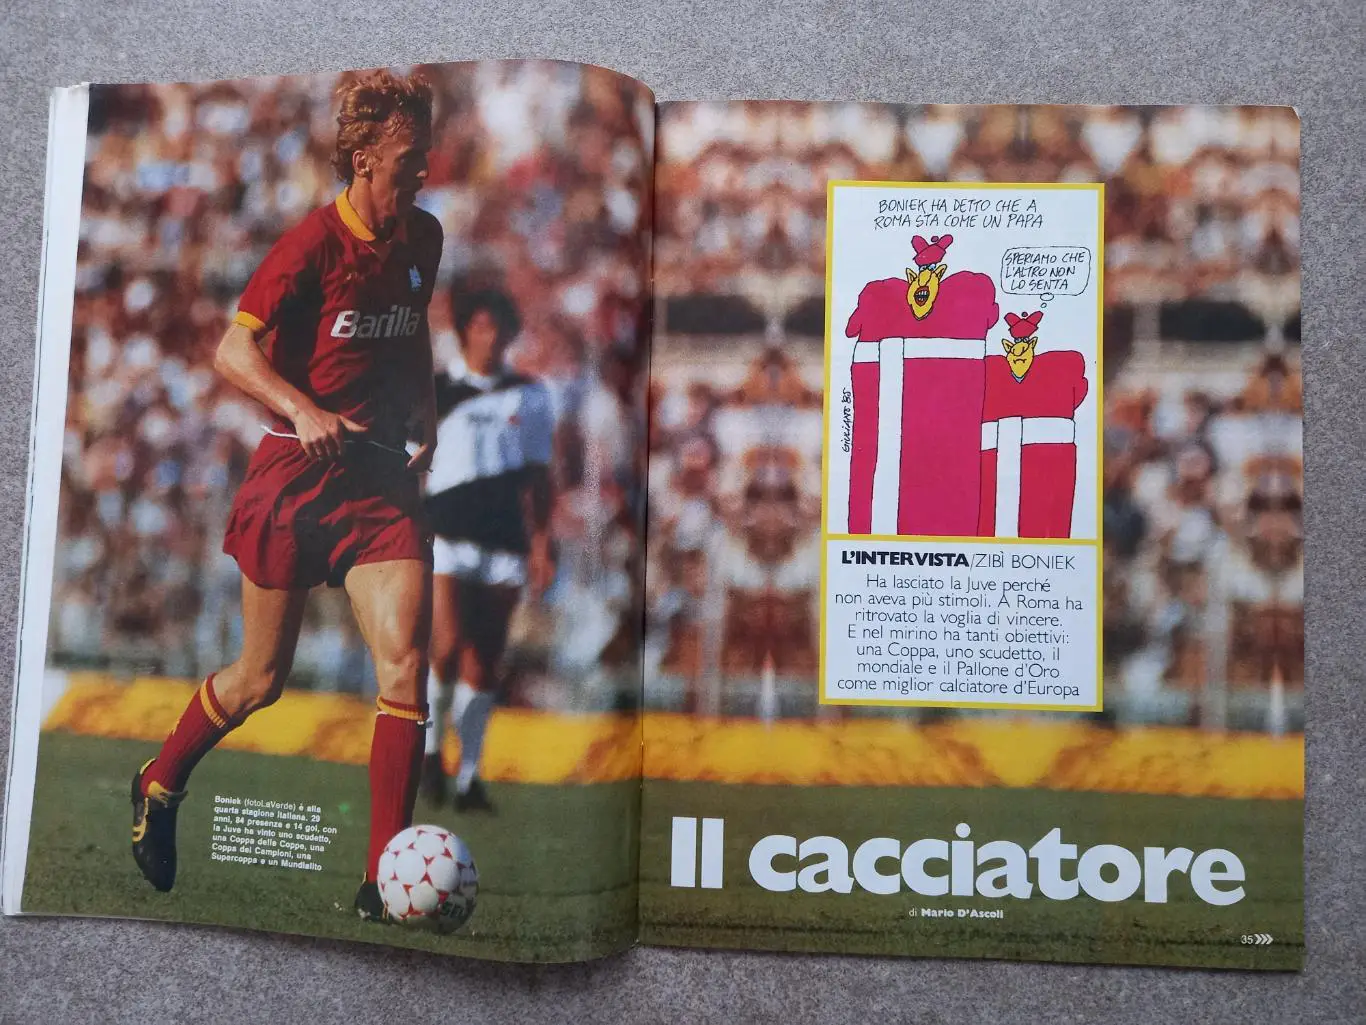 Barilla
Boniek (fotoLaVerde) è alla
quarta stagione italiana. 29
anni, 84 presenze e 14 gol, con
la Juve ha vinto uno scudetto,
una Coppa delle Coppe, una
Coppa dei Campioni, una
Supercoppa e un Mundialito
BONIEK HA DETTO CHE A
ROMA STA COME UN PAPA
SPERIAMO CHE
L'ALTRO NON
LO SENTA
GIULIANO '85
L'INTERVISTA/ZIBÌ BONIEK
Ha lasciato la Juve perché
non aveva più stimoli. A Roma ha
ritrovato la voglia di vincere.
E nel mirino ha tanti obiettivi:
una Coppa, uno scudetto, il
mondiale e il Pallone d'Oro
come miglior calciatore d'Europa
Il cacciatore
di Mario D'Ascoli
35